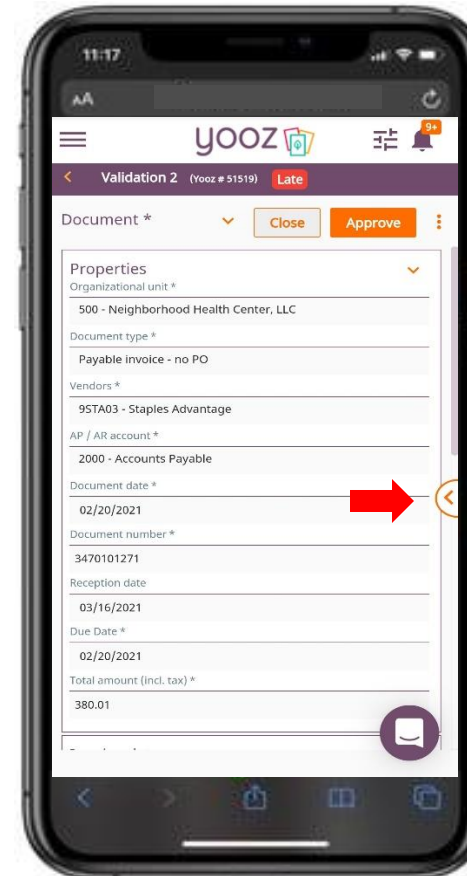 11:17
AA
yooz
9+
Validation 2 (Yooz # 51519) Late
Document * Close Approve
Properties
Organizational unit *
500 - Neighborhood Health Center, LLC
Document type *
Payable invoice - no PO
Vendors *
9STA03 - Staples Advantage
AP / AR account *
2000 - Accounts Payable
Document date *
02/20/2021
Document number *
3470101271
Reception date
03/16/2021
Due Date *
02/20/2021
Total amount (incl. tax) *
380.01